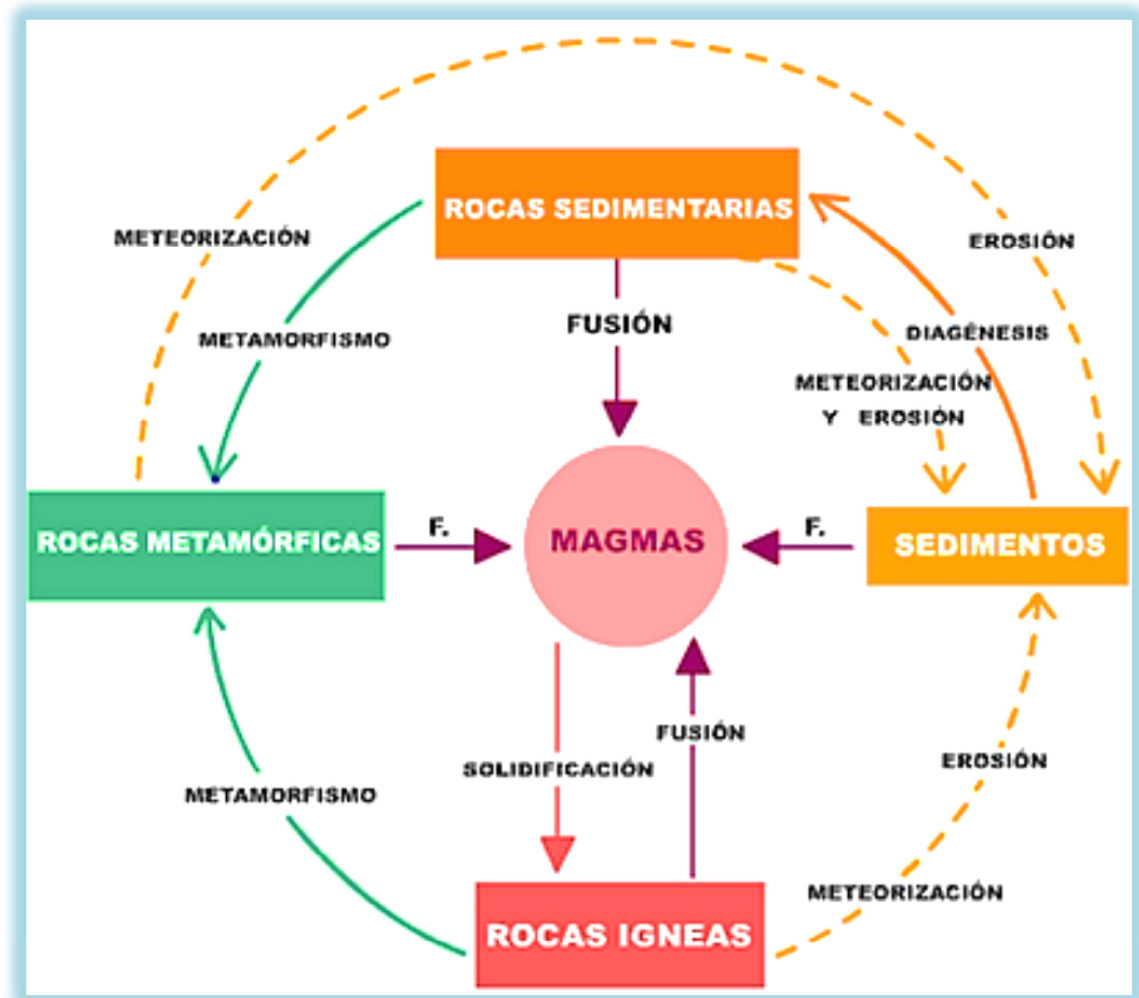 ROCAS SEDIMENTARIAS
METEORIZACIÓN
EROSIÓN
FUSIÓN
METAMORFISMO
DIAGÉNESIS
METEORIZACIÓN
Y EROSIÓN
ROCAS METAMÓRFICAS
F.
MAGMAS
F.
SEDIMENTOS
FUSIÓN
SOLIDIFICACIÓN
EROSIÓN
METAMORFISMO
METEORIZACIÓN
ROCAS IGNEAS